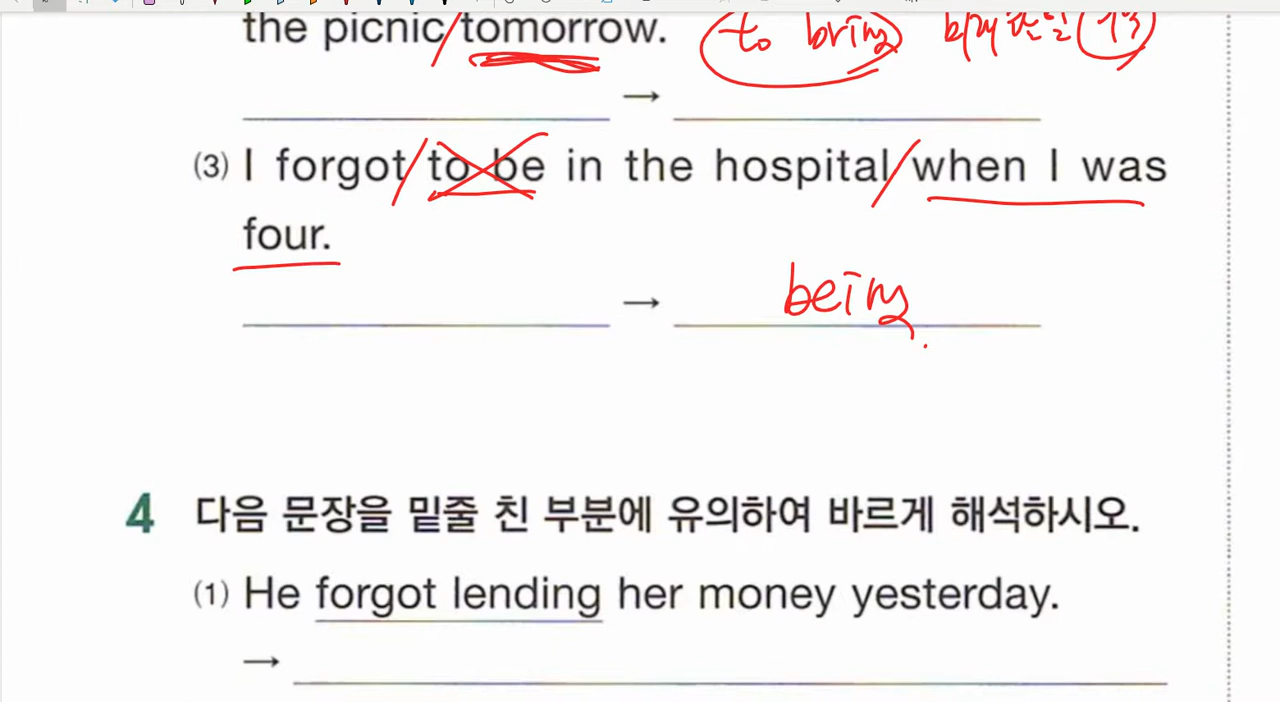 the picnic/tomorrow. to bring
→
(3) I forgot/to be in the hospital/when I was
four.
→ being
4 다음 문장을 밑줄 친 부분에 유의하여 바르게 해석하시오.
(1) He forgot lending her money yesterday.
→